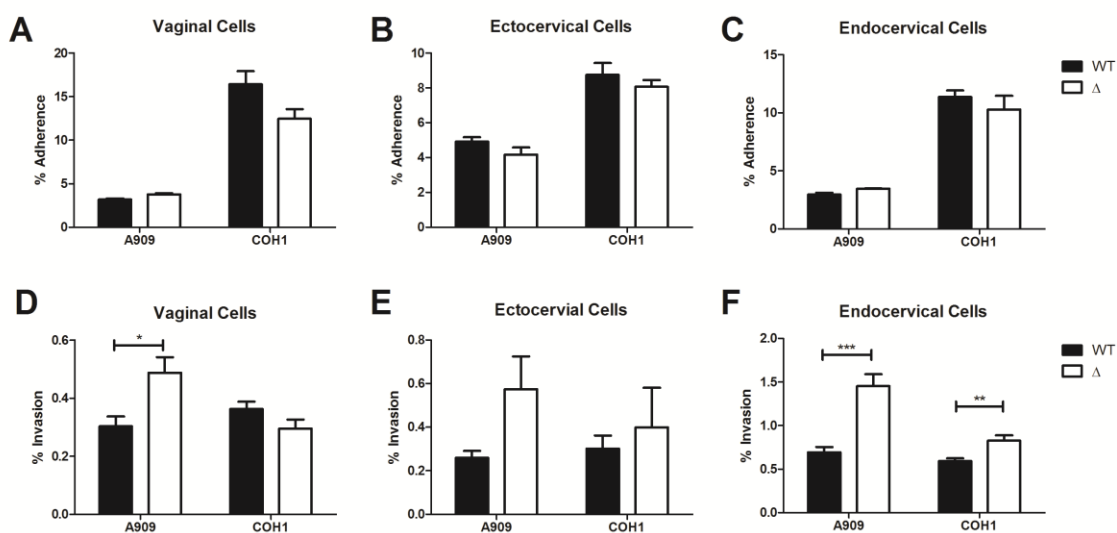 A
Vaginal Cells
% Adherence
20
15
10
5
0
A909
COH1
B
Ectocervical Cells
% Adherence
10
8
6
4
2
0
A909
COH1
C
Endocervical Cells
% Adherence
15
10
5
0
A909
COH1
WT
Δ
D
Vaginal Cells
% Invasion
0.6
0.4
0.2
0.0
*
A909
COH1
E
Ectocervial Cells
% Invasion
0.8
0.6
0.4
0.2
0.0
A909
COH1
F
Endocervical Cells
% Invasion
2.0
1.5
1.0
0.5
0.0
***
**
A909
COH1
WT
Δ